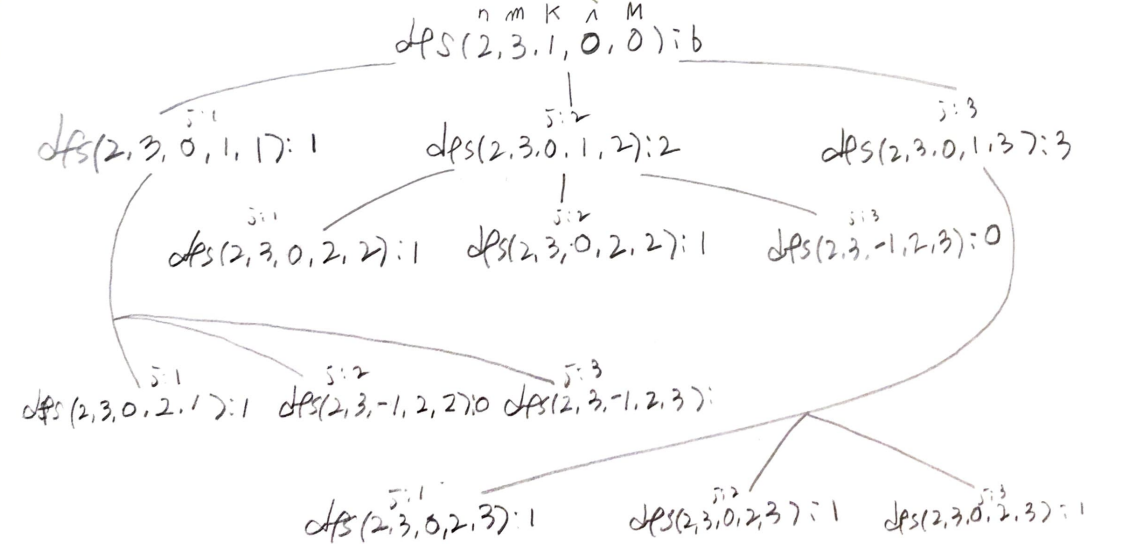 n m K i M
dfs(2,3,1,0,0):6
j:1 j:2 j:3
dfs(2,3,0,1,1):1 dfs(2,3,0,1,2):2 dfs(2,3,0,1,3):3
j:1 j:2 j:3
dfs(2,3,0,2,2):1 dfs(2,3,0,2,2):1 dfs(2,3,-1,2,3):0
j:1 j:2 j:3
dfs(2,3,0,2,1):1 dfs(2,3,-1,2,2):0 dfs(2,3,-1,2,3):
j:1 j:2 j:3
dfs(2,3,0,2,3):1 dfs(2,3,0,2,3):1 dfs(2,3,0,2,3):1